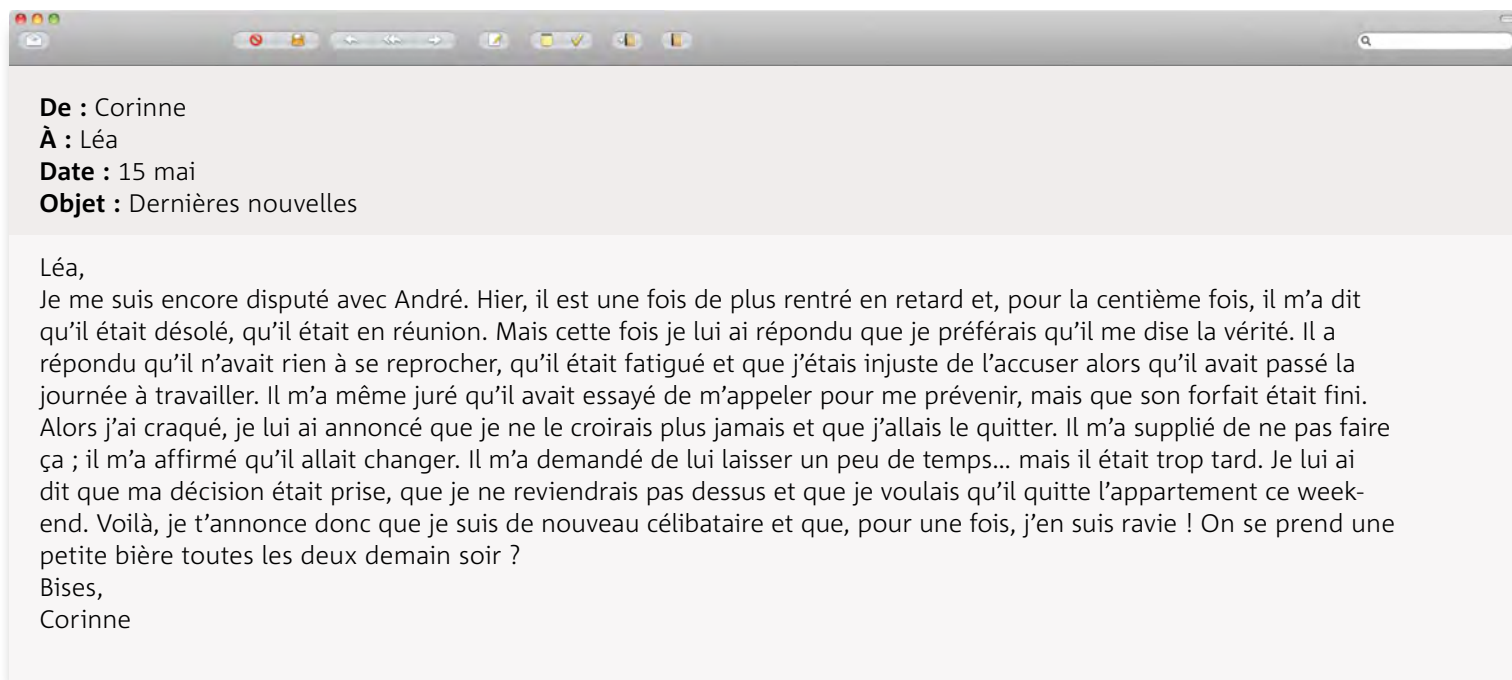 De : Corinne
À : Léa
Date : 15 mai
Objet : Dernières nouvelles
Léa,
Je me suis encore disputé avec André. Hier, il est une fois de plus rentré en retard et, pour la centième fois, il m’a dit
qu’il était désolé, qu’il était en réunion. Mais cette fois je lui ai répondu que je préférais qu’il me dise la vérité. Il a
répondu qu’il n’avait rien à se reprocher, qu’il était fatigué et que j’étais injuste de l’accuser alors qu’il avait passé la
journée à travailler. Il m’a même juré qu’il avait essayé de m’appeler pour me prévenir, mais que son forfait était fini.
Alors j’ai craqué, je lui ai annoncé que je ne le croirais plus jamais et que j’allais le quitter. Il m’a supplié de ne pas faire
ça ; il m’a affirmé qu’il allait changer. Il m’a demandé de lui laisser un peu de temps... mais il était trop tard. Je lui ai
dit que ma décision était prise, que je ne reviendrais pas dessus et que je voulais qu’il quitte l’appartement ce week-
end. Voilà, je t’annonce donc que je suis de nouveau célibataire et que, pour une fois, j’en suis ravie ! On se prend une
petite bière toutes les deux demain soir ?
Bises,
Corinne